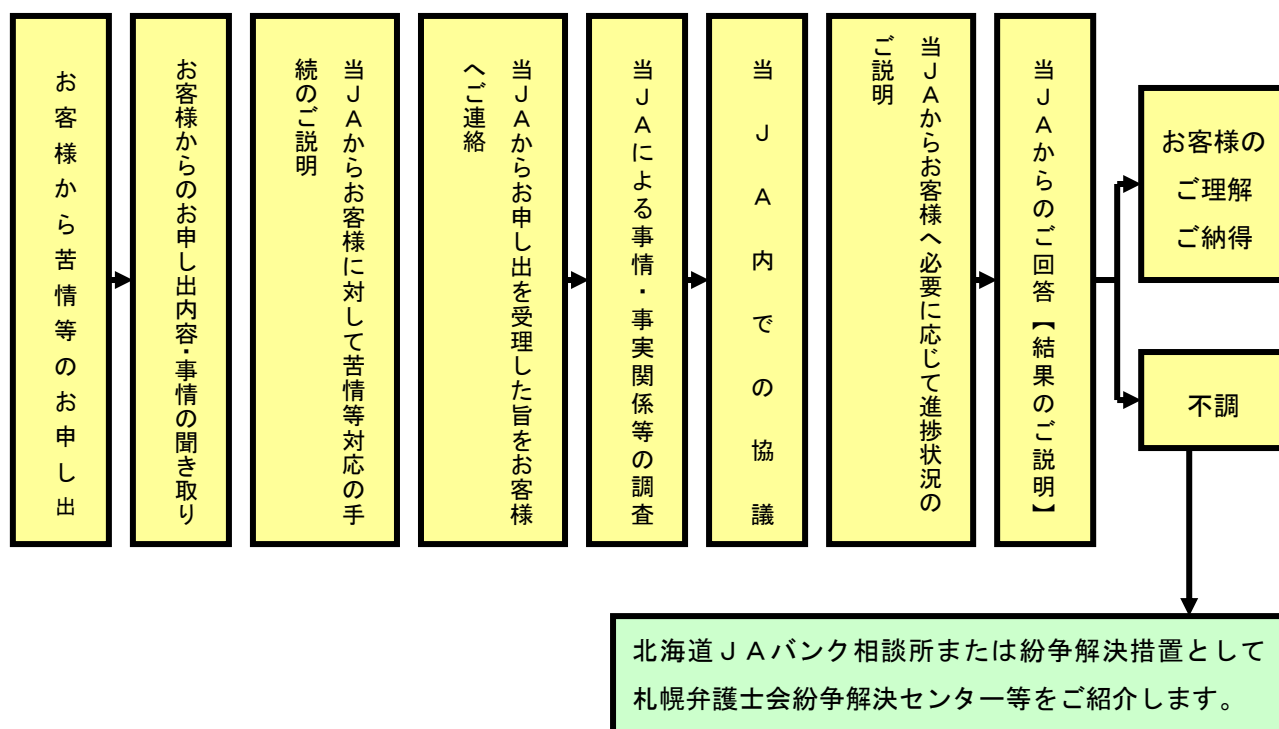 お客様から苦情等のお申し出
お客様からのお申し出内容・事情の聞き取り
当ＪＡからお客様に対して苦情等対応の手
続のご説明
当ＪＡからお申し出を受理した旨をお客様
へご連絡
当ＪＡによる事情・事実関係等の調査
当ＪＡ内での協議
当ＪＡからお客様へ必要に応じて進捗状況の
ご説明
当ＪＡからのご回答【結果のご説明】
お客様の
ご理解
ご納得
不調
北海道ＪＡバンク相談所または紛争解決措置として
札幌弁護士会紛争解決センター等をご紹介します。